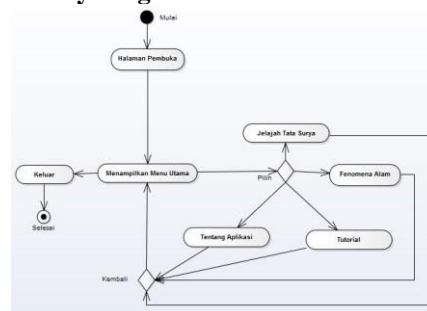 Mulai
Halaman Pembuka
Jelajah Tata Surya
Keluar
Menampilkan Menu Utama
Pilih
Fenomena Alam
Selesai
Tentang Aplikasi
Tutorial
Kembali